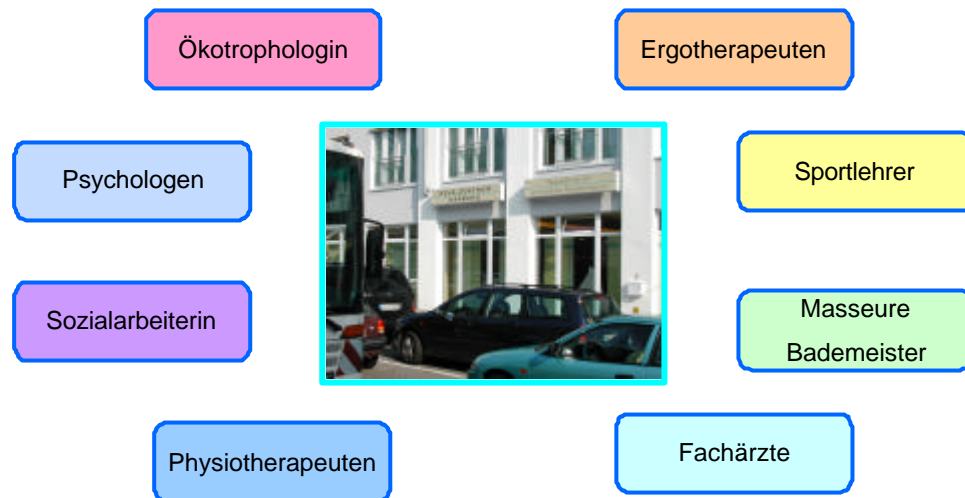 Ökotrophologin
Ergotherapeuten
Psychologen
Sportlehrer
Sozialarbeiterin
Masseure
Bademeister
Physiotherapeuten
Fachärzte